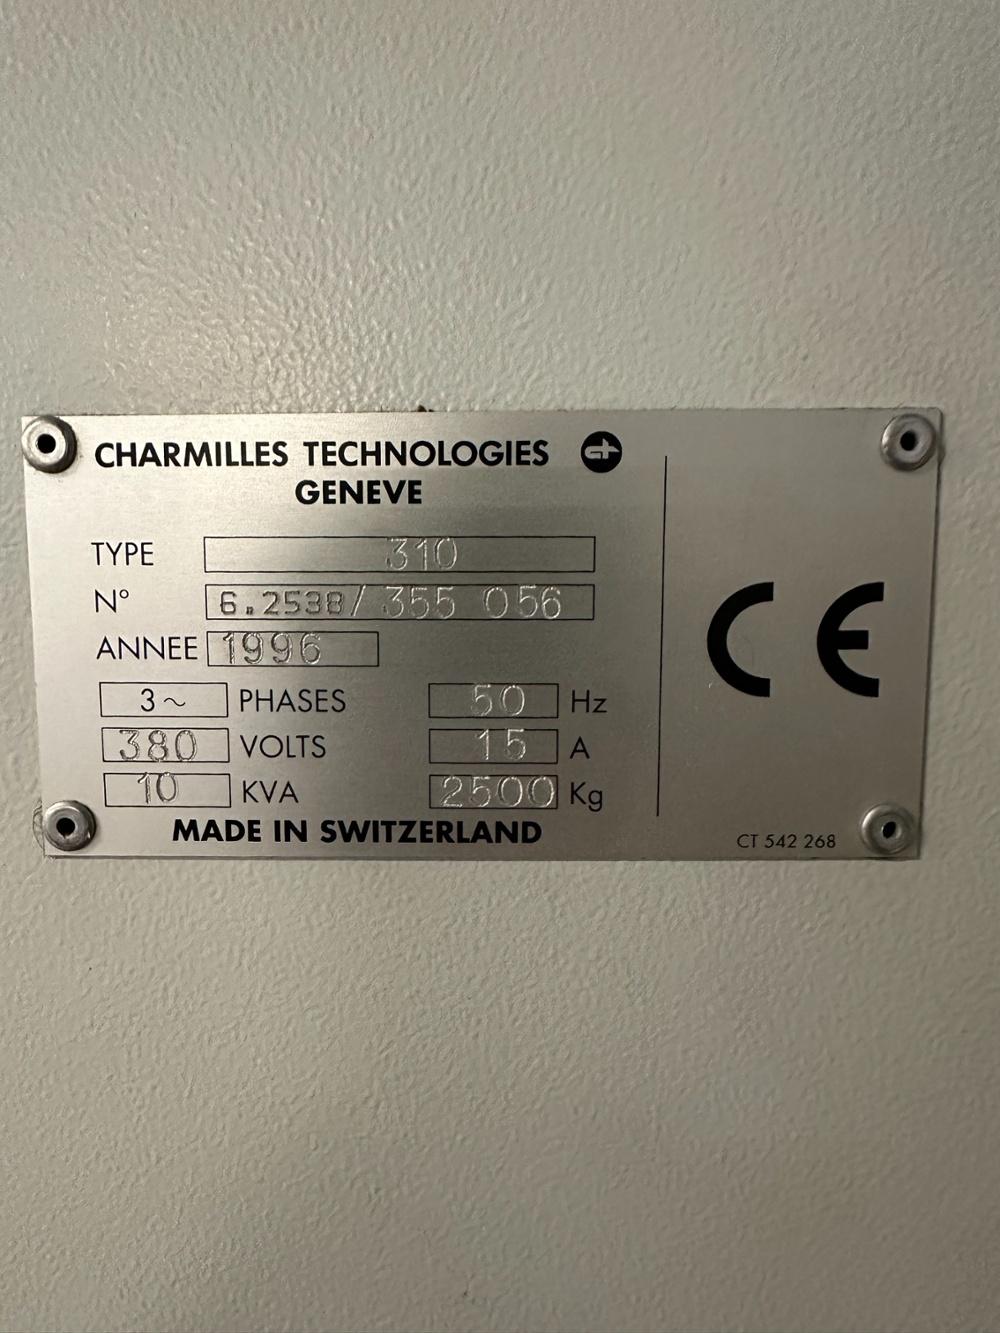 CHARMILLES TECHNOLOGIES
GENEVE
TYPE 310
N° 6.2538/355 056
ANNEE 1996
3~ PHASES 50 Hz
380 VOLTS 15 A
10 KVA 2500 Kg
MADE IN SWITZERLAND
CE
CT 542 268